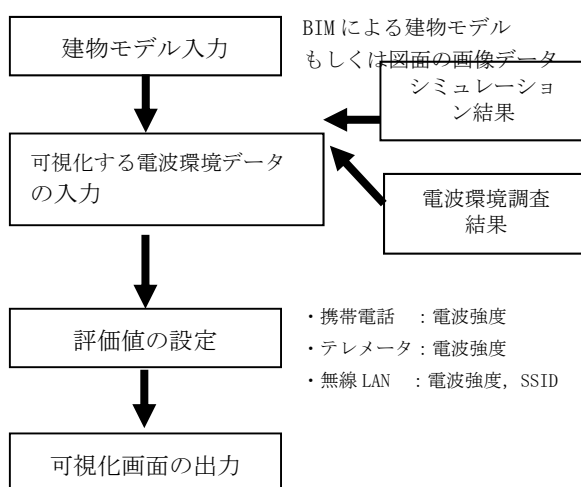 建物モデル入力
BIMによる建物モデル
もしくは図面の画像データ
シミュレーショ
ン結果
可視化する電波環境データ
の入力
電波環境調査
結果
評価値の設定
・携帯電話 ：電波強度
・テレメータ：電波強度
・無線 LAN ：電波強度, SSID
可視化画面の出力